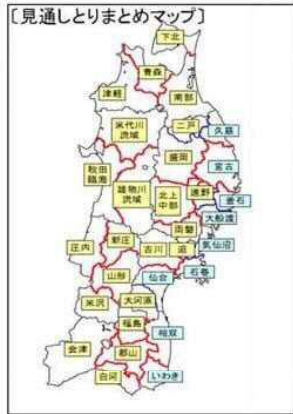 〔見通しとりまとめマップ〕
下北
青森
津軽
南部
米代川
流域
二戸
久慈
盛岡
宮古
秋田
臨海
雄物川
流域
北上
中部
遠野
釜石
大船渡
両磐
気仙沼
庄内
新庄
古川
迫
石巻
山形
仙台
米沢
大河原
福島
相双
会津
郡山
白河
いわき